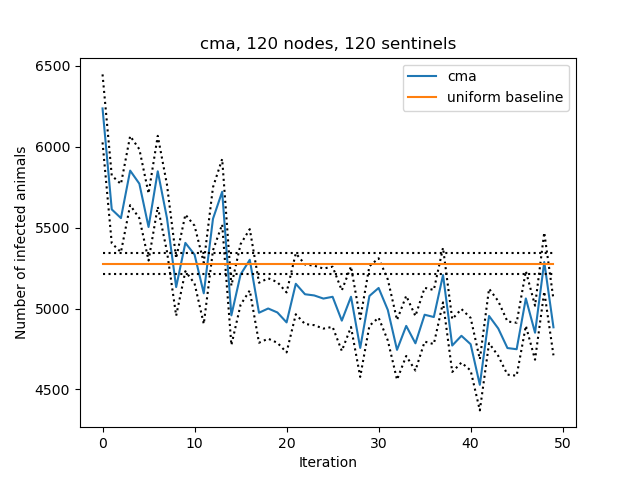 cma, 120 nodes, 120 sentinels
cma
uniform baseline
Number of infected animals
6500
6000
5500
5000
4500
0 10 20 30 40 50
Iteration